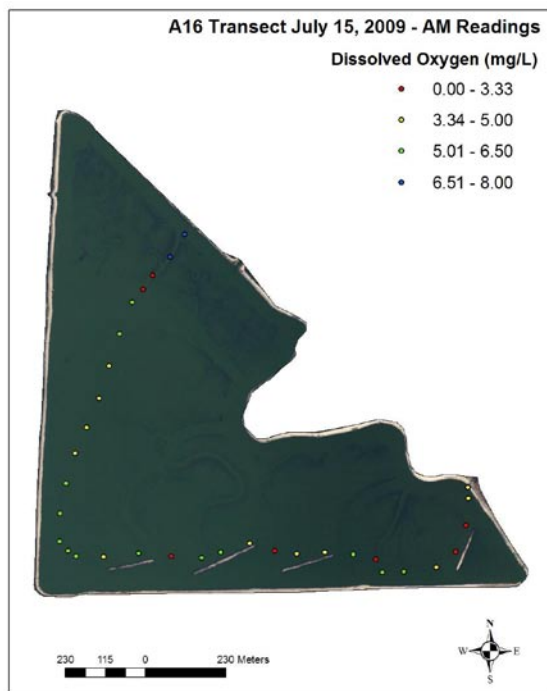 A16 Transect July 15, 2009 - AM Readings
Dissolved Oxygen (mg/L)
0.00 - 3.33
3.34 - 5.00
5.01 - 6.50
6.51 - 8.00
N
W E
S
230 115 0 230 Meters